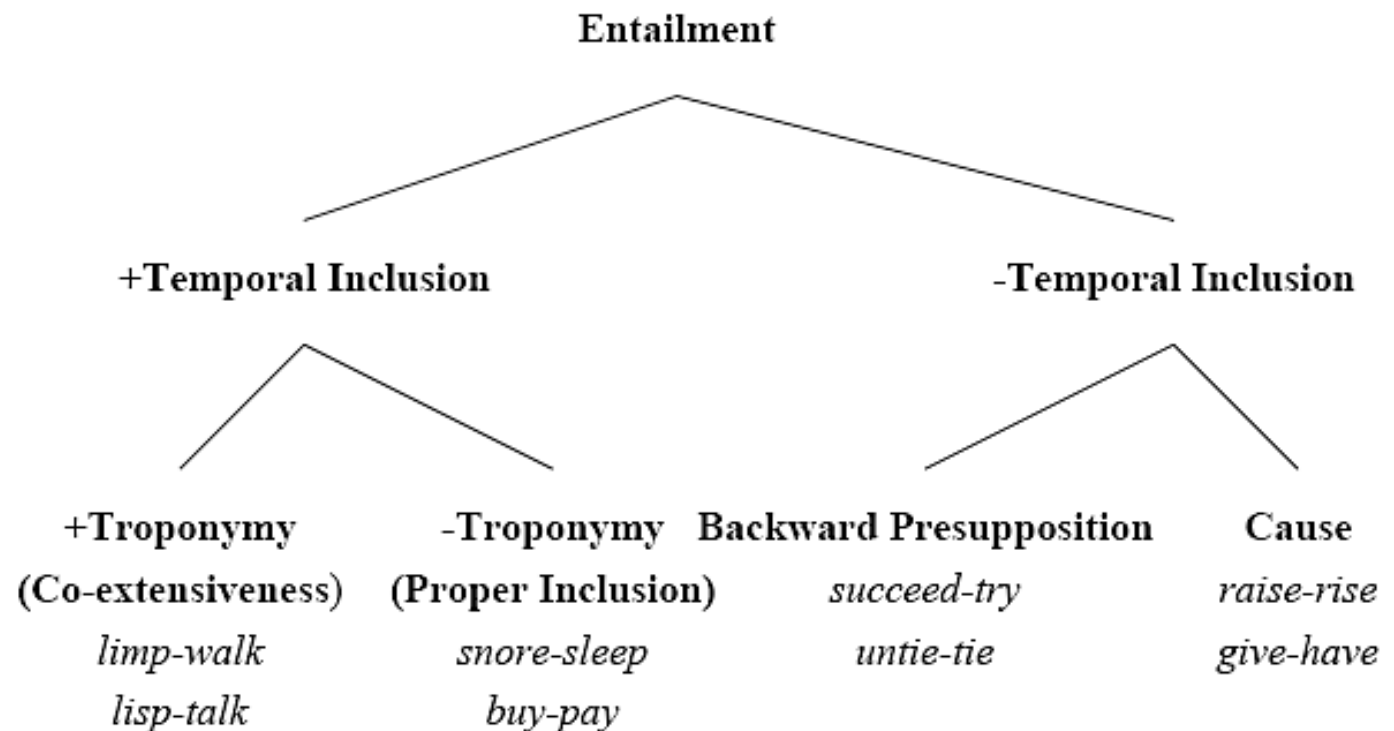 Entailment
+Temporal Inclusion -Temporal Inclusion
+Troponymy -Troponymy Backward Presupposition Cause
(Co-extensiveness) (Proper Inclusion) succeed-try raise-rise
limp-walk snore-sleep untie-tie give-have
lisp-talk buy-pay